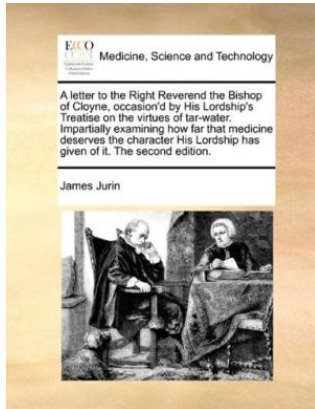 ECCO
Medicine, Science and Technology
A letter to the Right Reverend the Bishop
of Cloyne, occasion'd by His Lordship's
Treatise on the virtues of tar-water.
Impartially examining how far that medicine
deserves the character His Lordship has
given of it. The second edition.
James Jurin